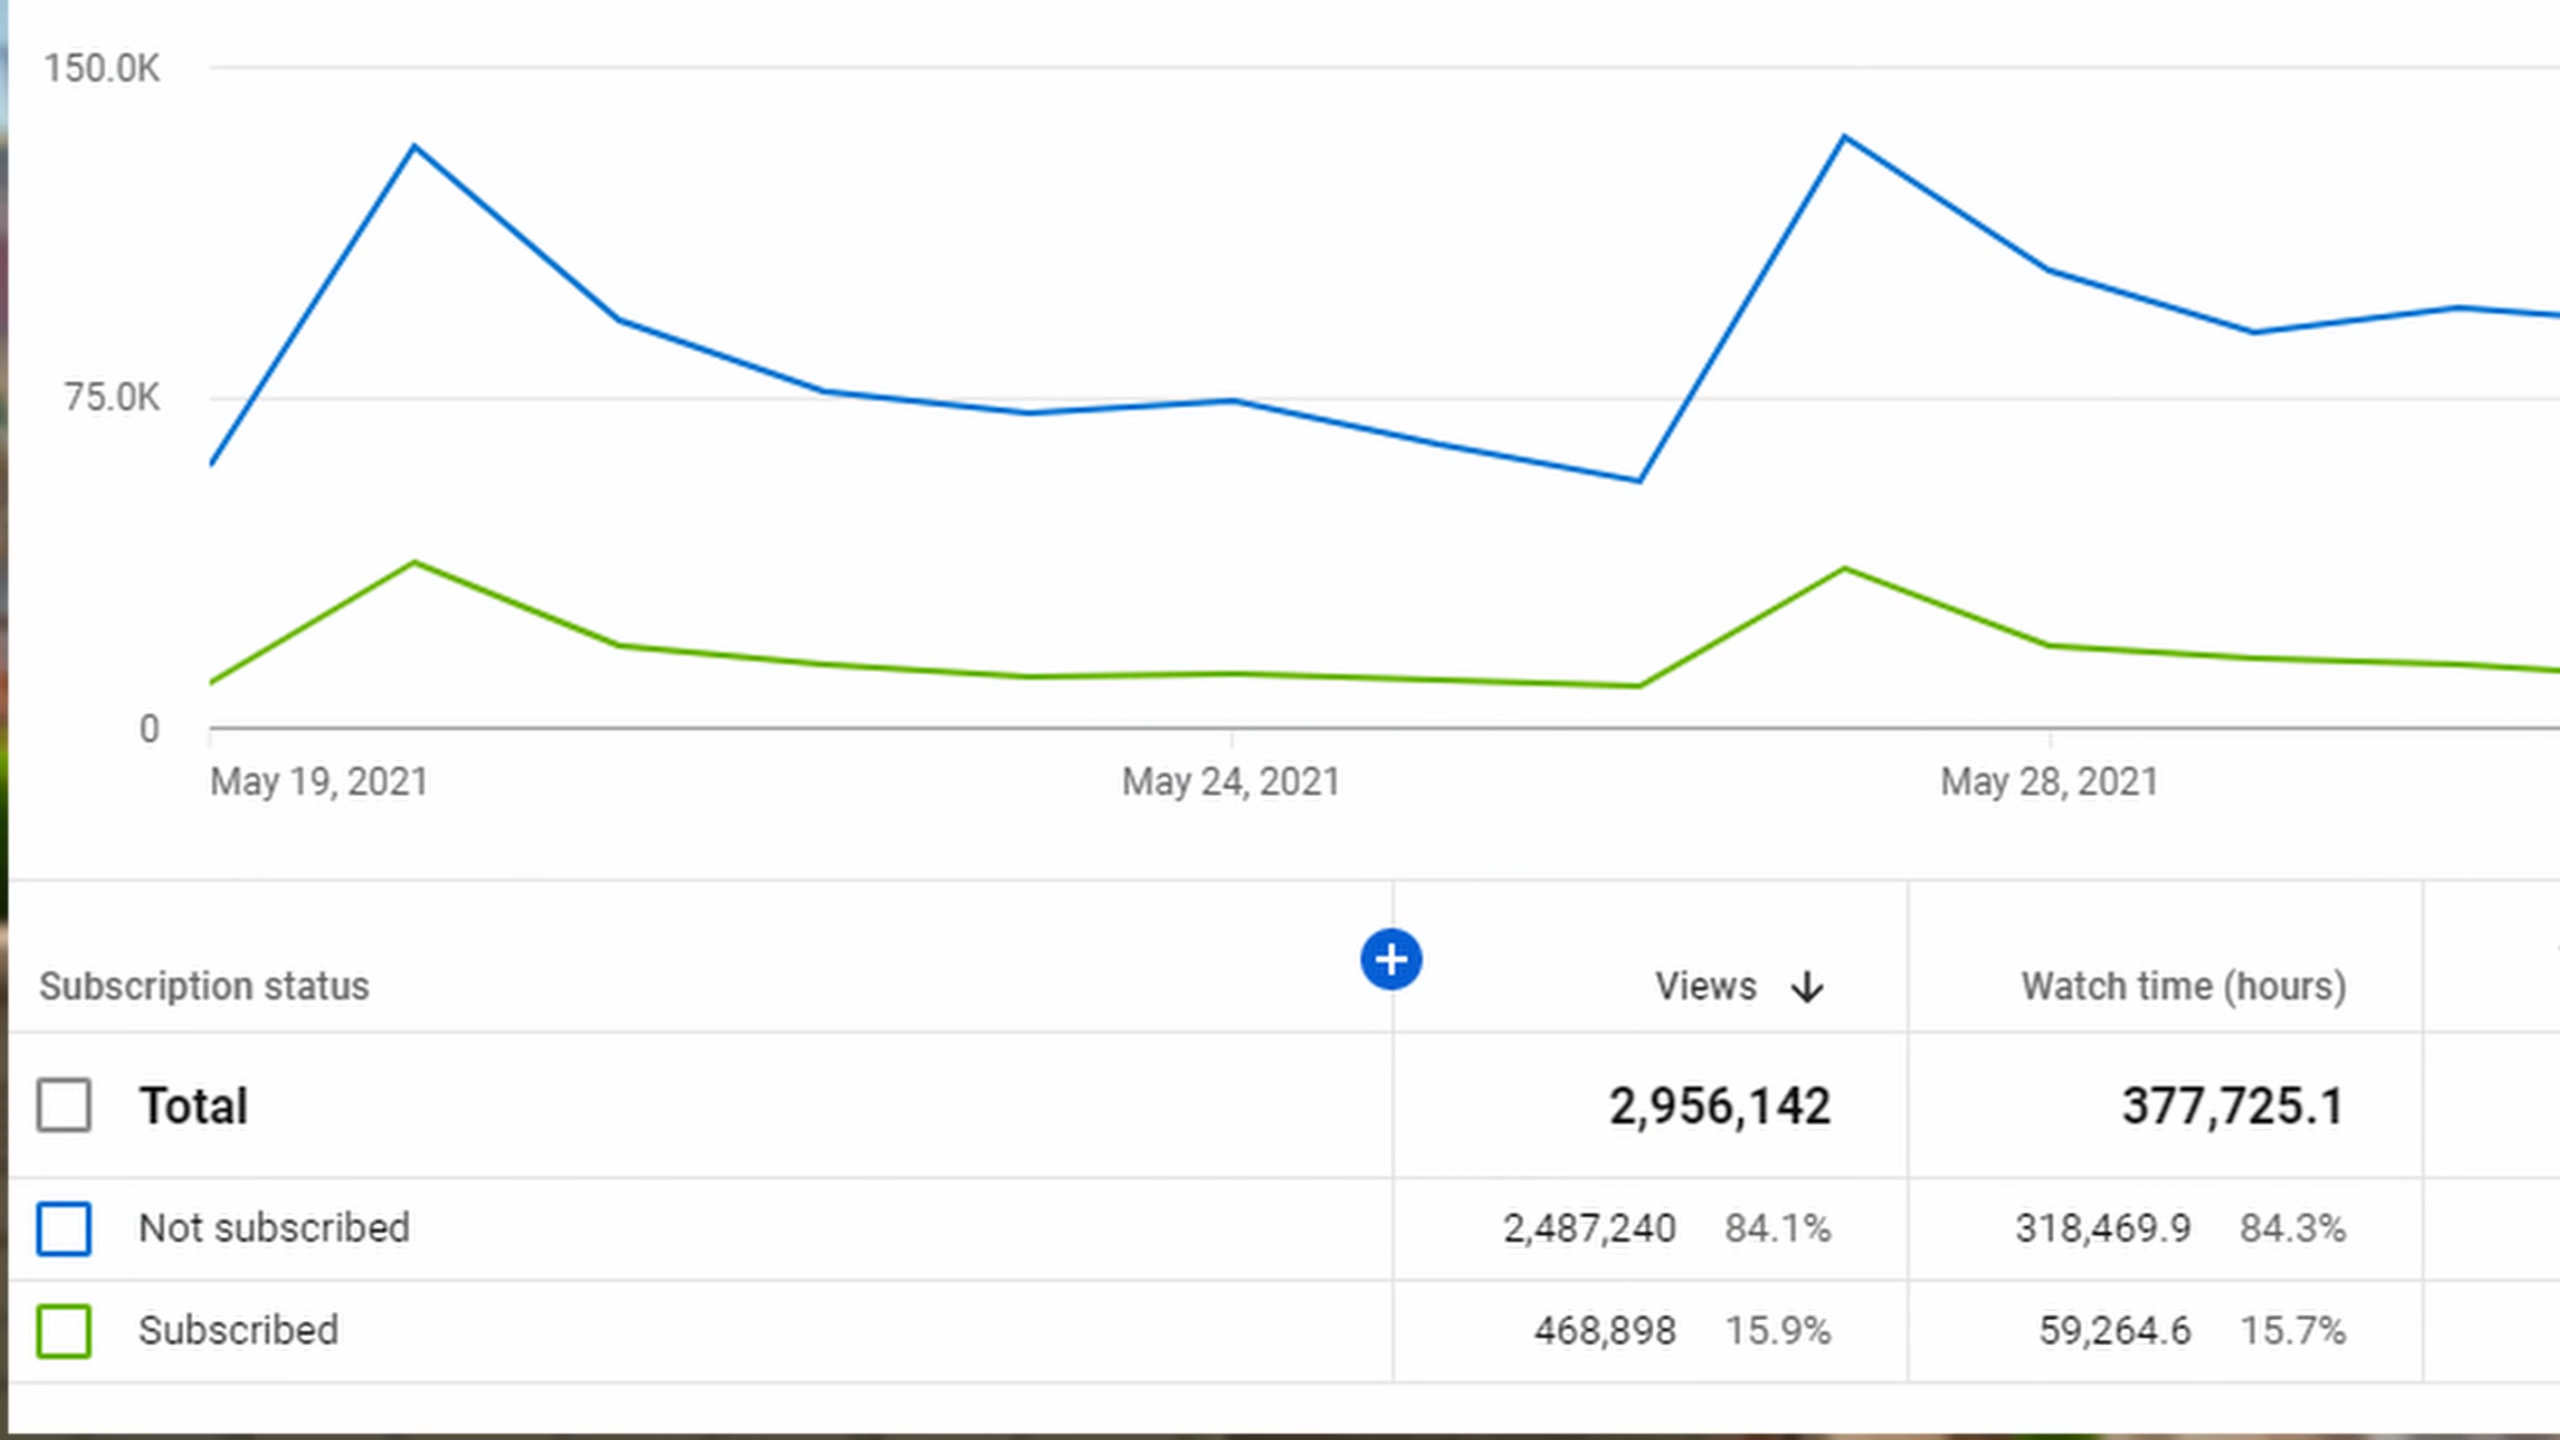 150.0K
75.0K
0
May 19, 2021 May 24, 2021 May 28, 2021
Subscription status Views Watch time (hours)
Total 2,956,142 377,725.1
Not subscribed 2,487,240 84.1% 318,469.9 84.3%
Subscribed 468,898 15.9% 59,264.6 15.7%